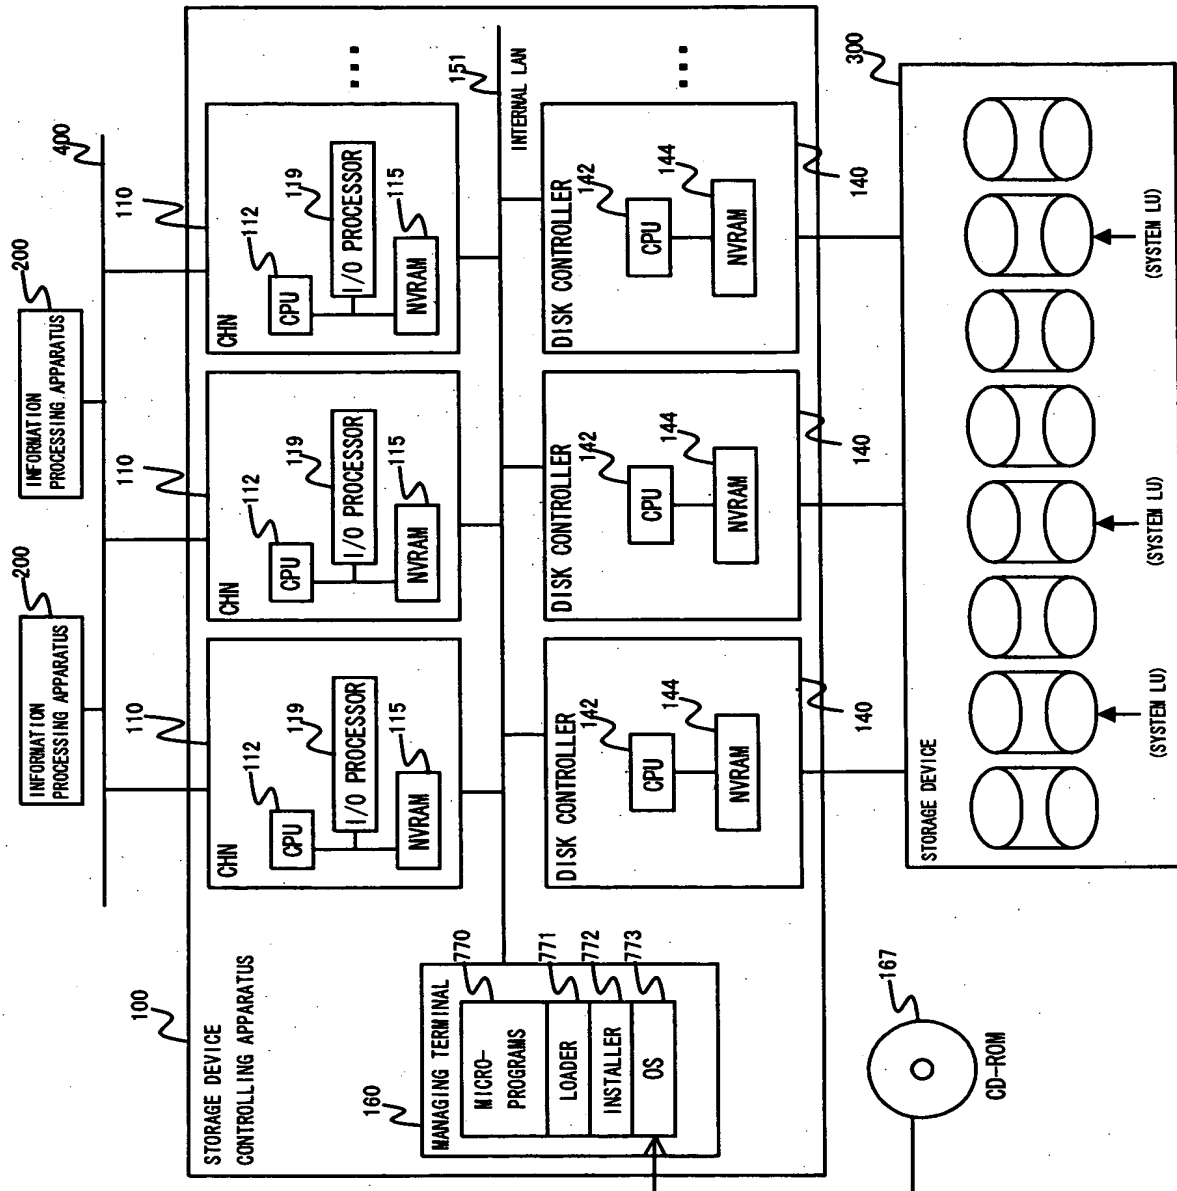 200
INFORMATION
PROCESSING APPARATUS
200
INFORMATION
PROCESSING APPARATUS
400
100
STORAGE DEVICE
CONTROLLING APPARATUS
110
CHN
112
CPU
119
I/O PROCESSOR
115
NVRAM
110
CHN
112
CPU
119
I/O PROCESSOR
115
NVRAM
110
CHN
112
CPU
119
I/O PROCESSOR
115
NVRAM
151
INTERNAL LAN
160
MANAGING TERMINAL
770
MICRO-
PROGRAMS
771
LOADER
772
INSTALLER
773
OS
DISK CONTROLLER
142
CPU
144
NVRAM
140
DISK CONTROLLER
142
CPU
144
NVRAM
140
DISK CONTROLLER
142
CPU
144
NVRAM
140
167
CD-ROM
300
STORAGE DEVICE
(SYSTEM LU)
(SYSTEM LU)
(SYSTEM LU)